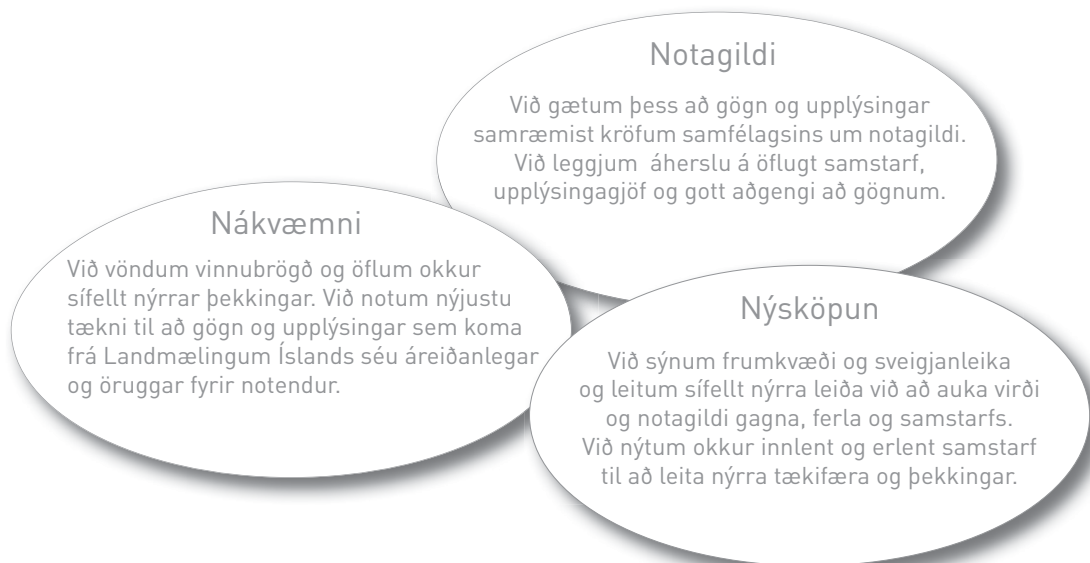 Notagildi
Við gætum þess að gögn og upplýsingar
samræmist kröfum samfélagsins um notagildi.
Við leggjum áherslu á öflugt samstarf,
upplýsingagjöf og gott aðgengi að gögnum.
Nákvæmni
Við vöndum vinnubrögð og öflum okkur
sífellt nýrrar þekkingar. Við notum nýjustu
tækni til að gögn og upplýsingar sem koma
frá Landmælingum Íslands séu áreiðanlegar
og öruggar fyrir notendur.
Nýsköpun
Við sýnum frumkvæði og sveigjanleika
og leitum sífellt nýrra leiða við að auka virði
og notagildi gagna, ferla og samstarfs.
Við nýtum okkur innlent og erlent samstarf
til að leita nýrra tækifæra og þekkingar.